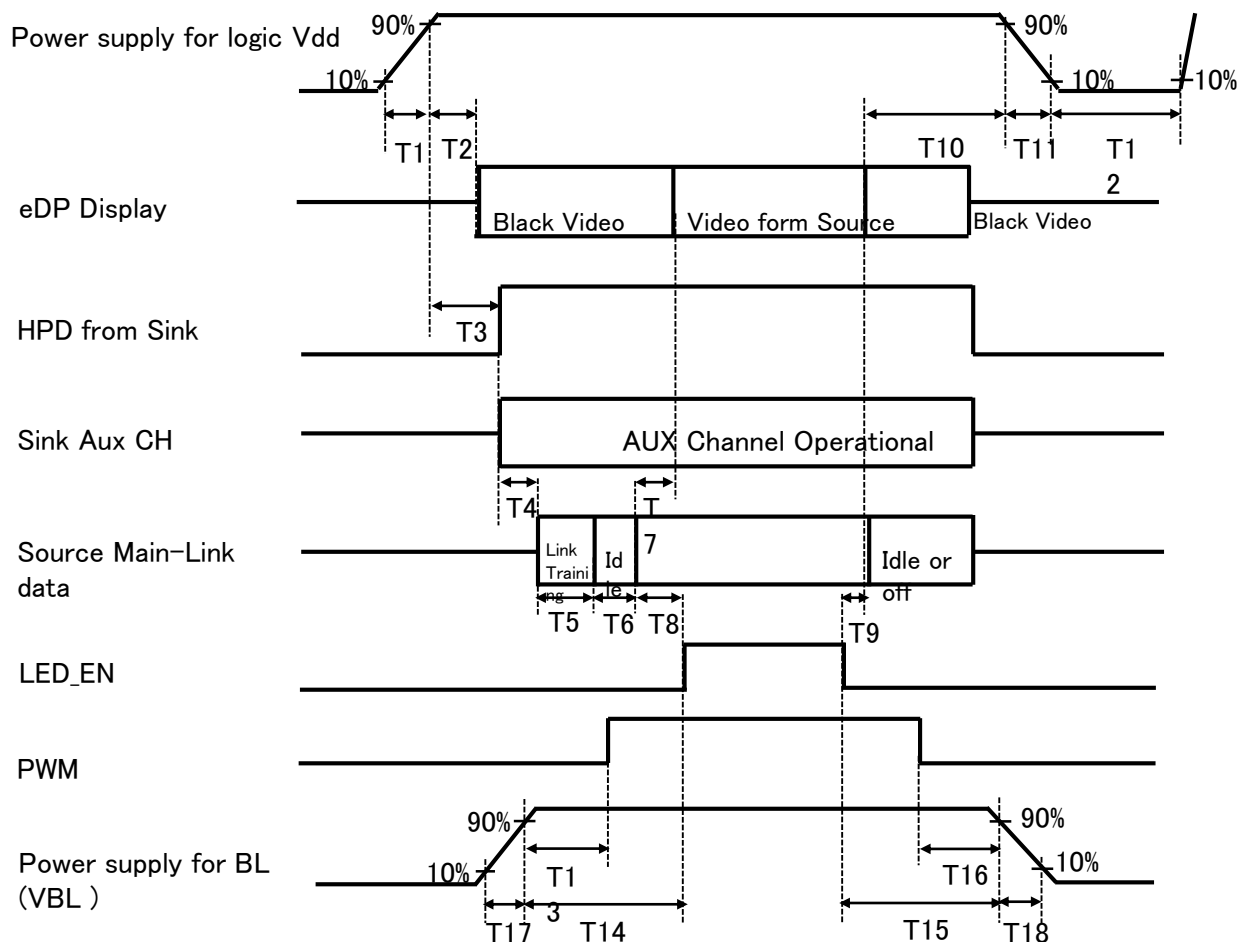 Power supply for logic Vdd
90%
90%
10%
10%
10%
T1
T2
T10
T11
T1
2
eDP Display
Black Video
Video form Source
Black Video
HPD from Sink
T3
Sink Aux CH
AUX Channel Operational
T4
T
7
Source Main-Link
data
Link
Traini
ng
Id
le
Idle or
off
T5
T6
T8
T9
LED_EN
PWM
Power supply for BL
(VBL )
90%
90%
10%
10%
T1
3
T16
T17
T14
T15
T18